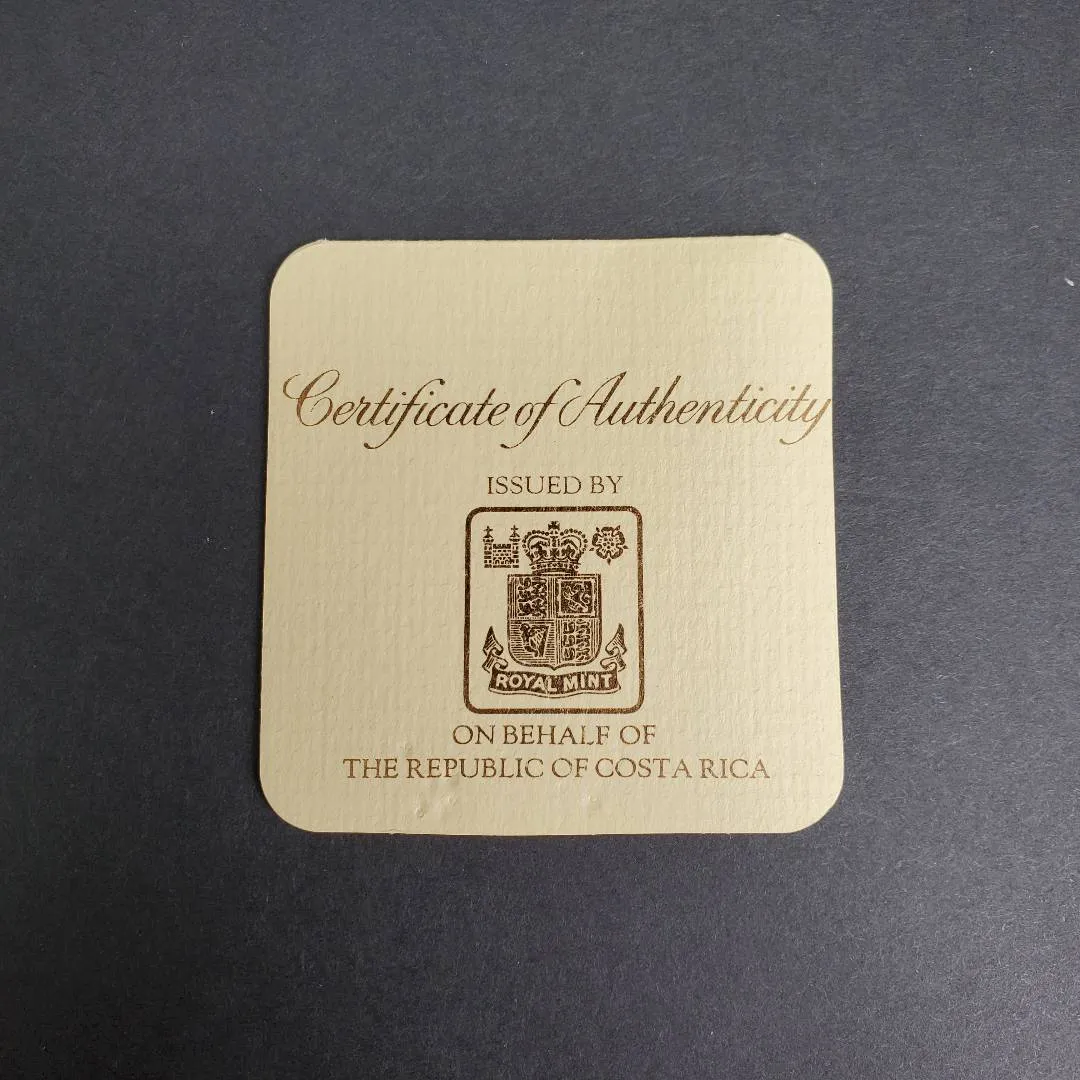 Certificate of Authenticity
ISSUED BY
ROYAL MINT
ON BEHALF OF
THE REPUBLIC OF COSTA RICA